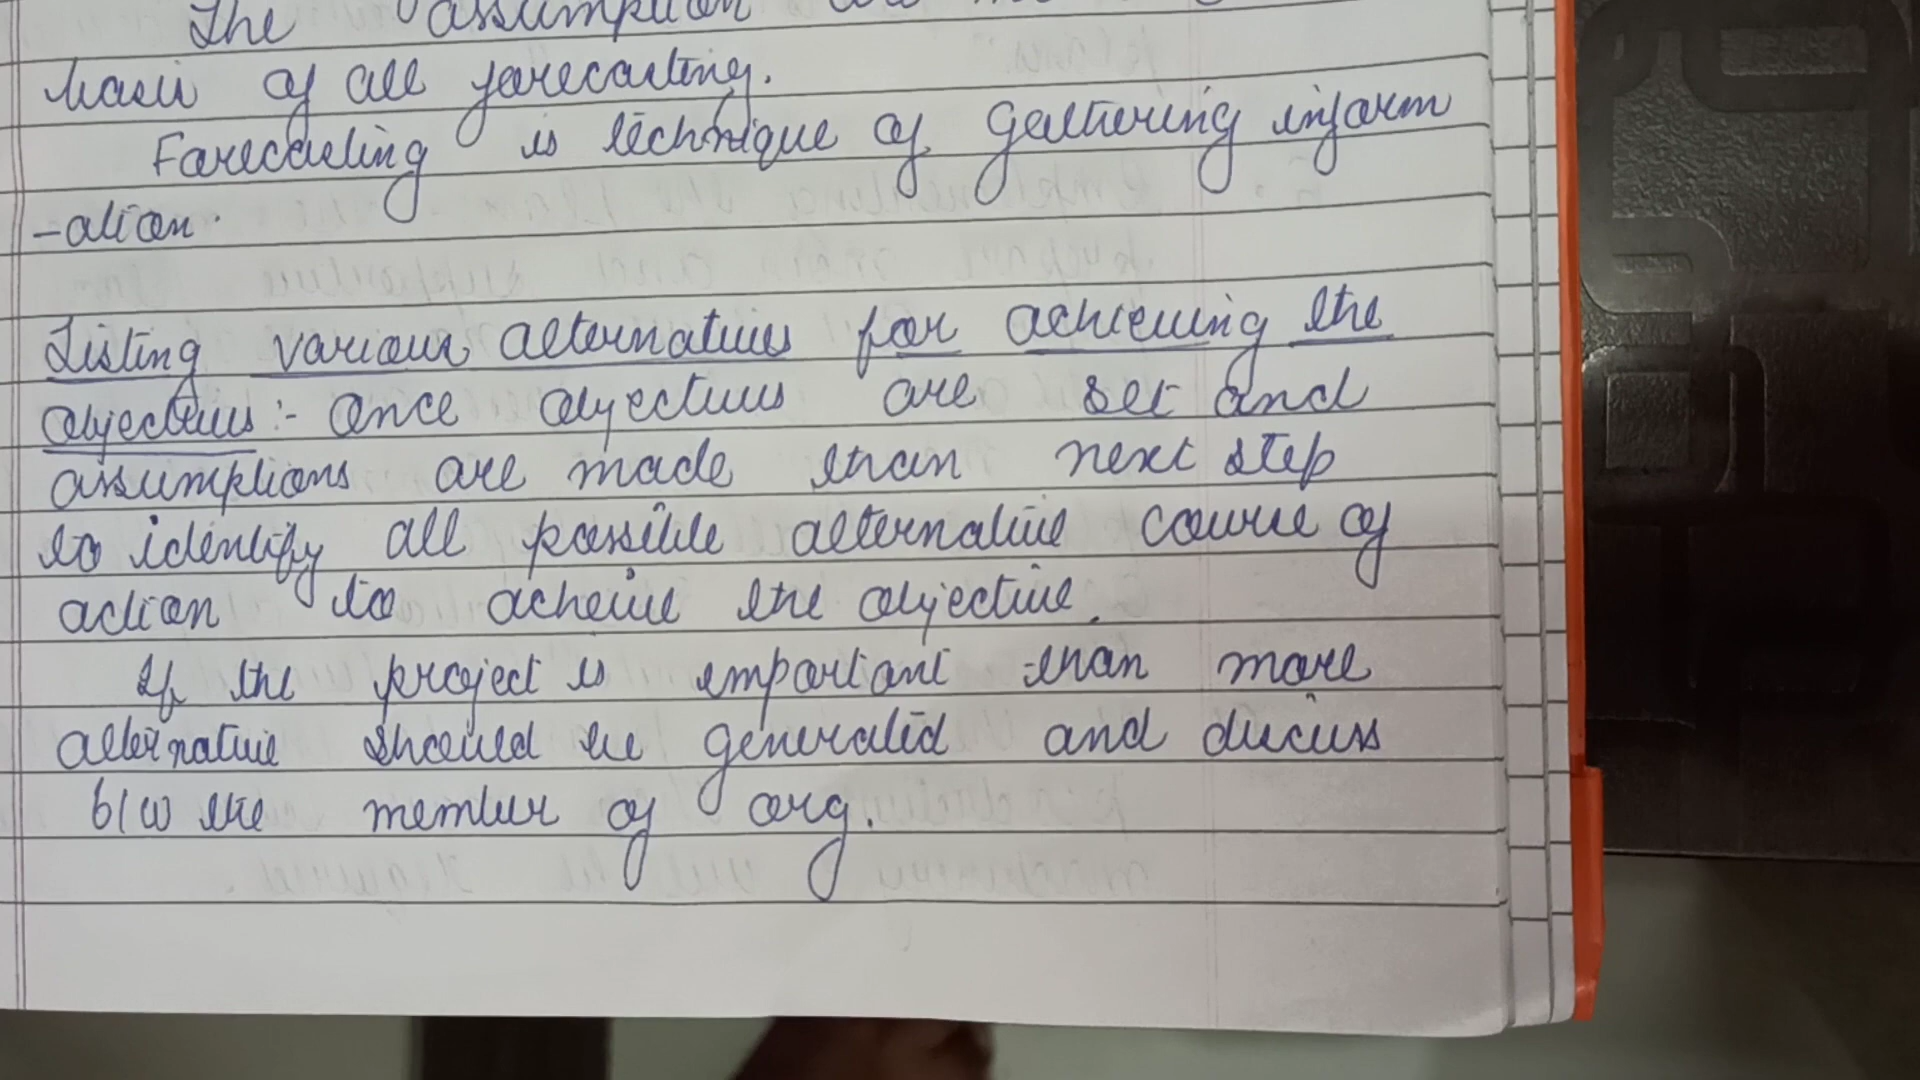 The assumption are
basis of all forecasting.
Forecasting is technique of gathering inform
-ation.
Listing various alternatives for achieving the
objectives :- Once objectives are set and
assumptions are made than next step
to identify all possible alternative course of
action to acheive the objective.
If the project is important than more
alternative should be generated and discuss
b/w the member of org.